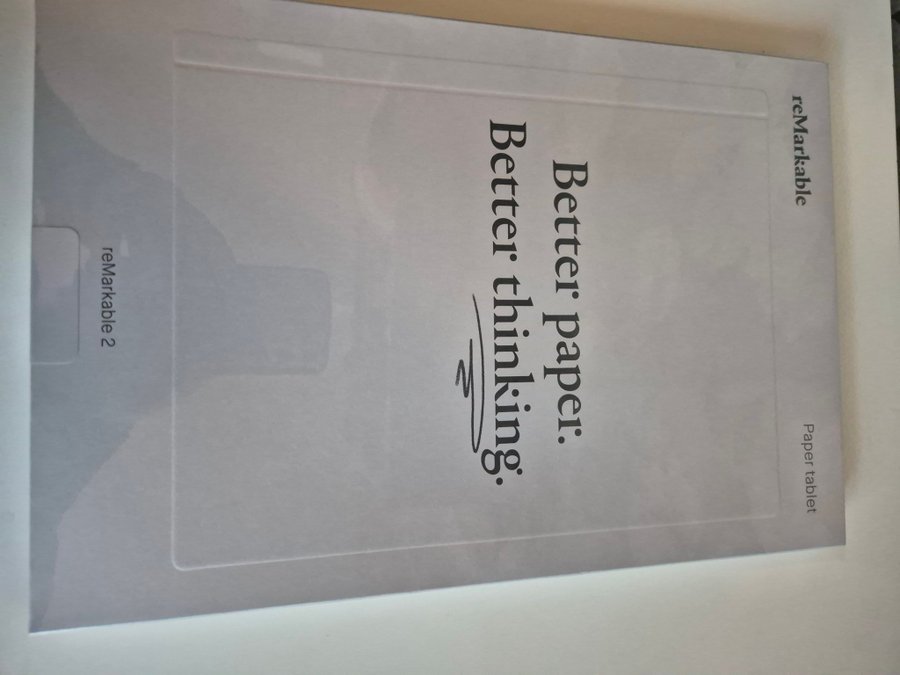 reMarkable
Paper tablet
Better paper.
Better thinking.
reMarkable 2